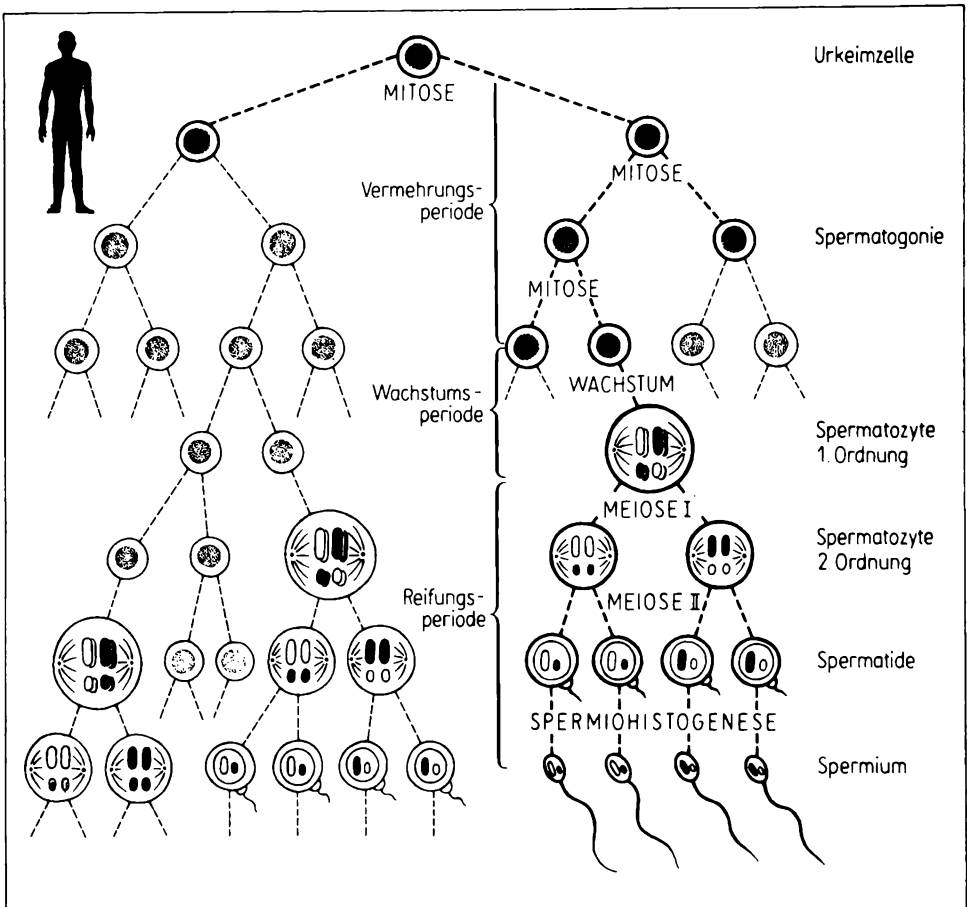 Urkeimzelle
MITOSE
MITOSE
Vermehrungs-
periode
Spermatogonie
MITOSE
WACHSTUM
Wachstums-
periode
Spermatozyte
1. Ordnung
MEIOSE I
Spermatozyte
2. Ordnung
Reifungs-
periode
MEIOSE II
Spermatide
SPERMIOHISTOGENESE
Spermium